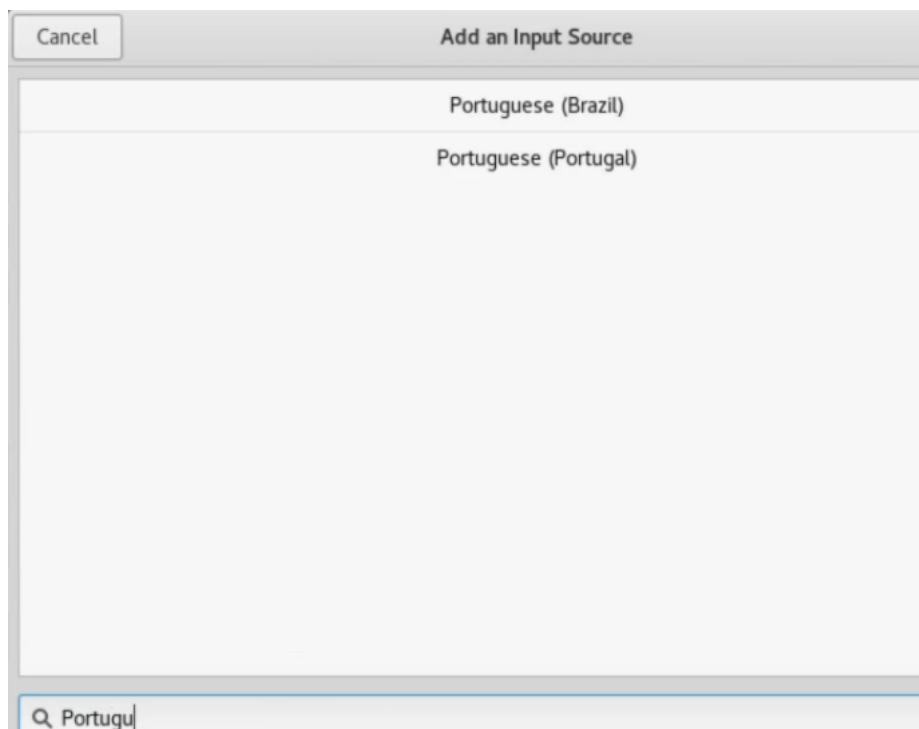 Cancel
Add an Input Source
Portuguese (Brazil)
Portuguese (Portugal)
Portugu